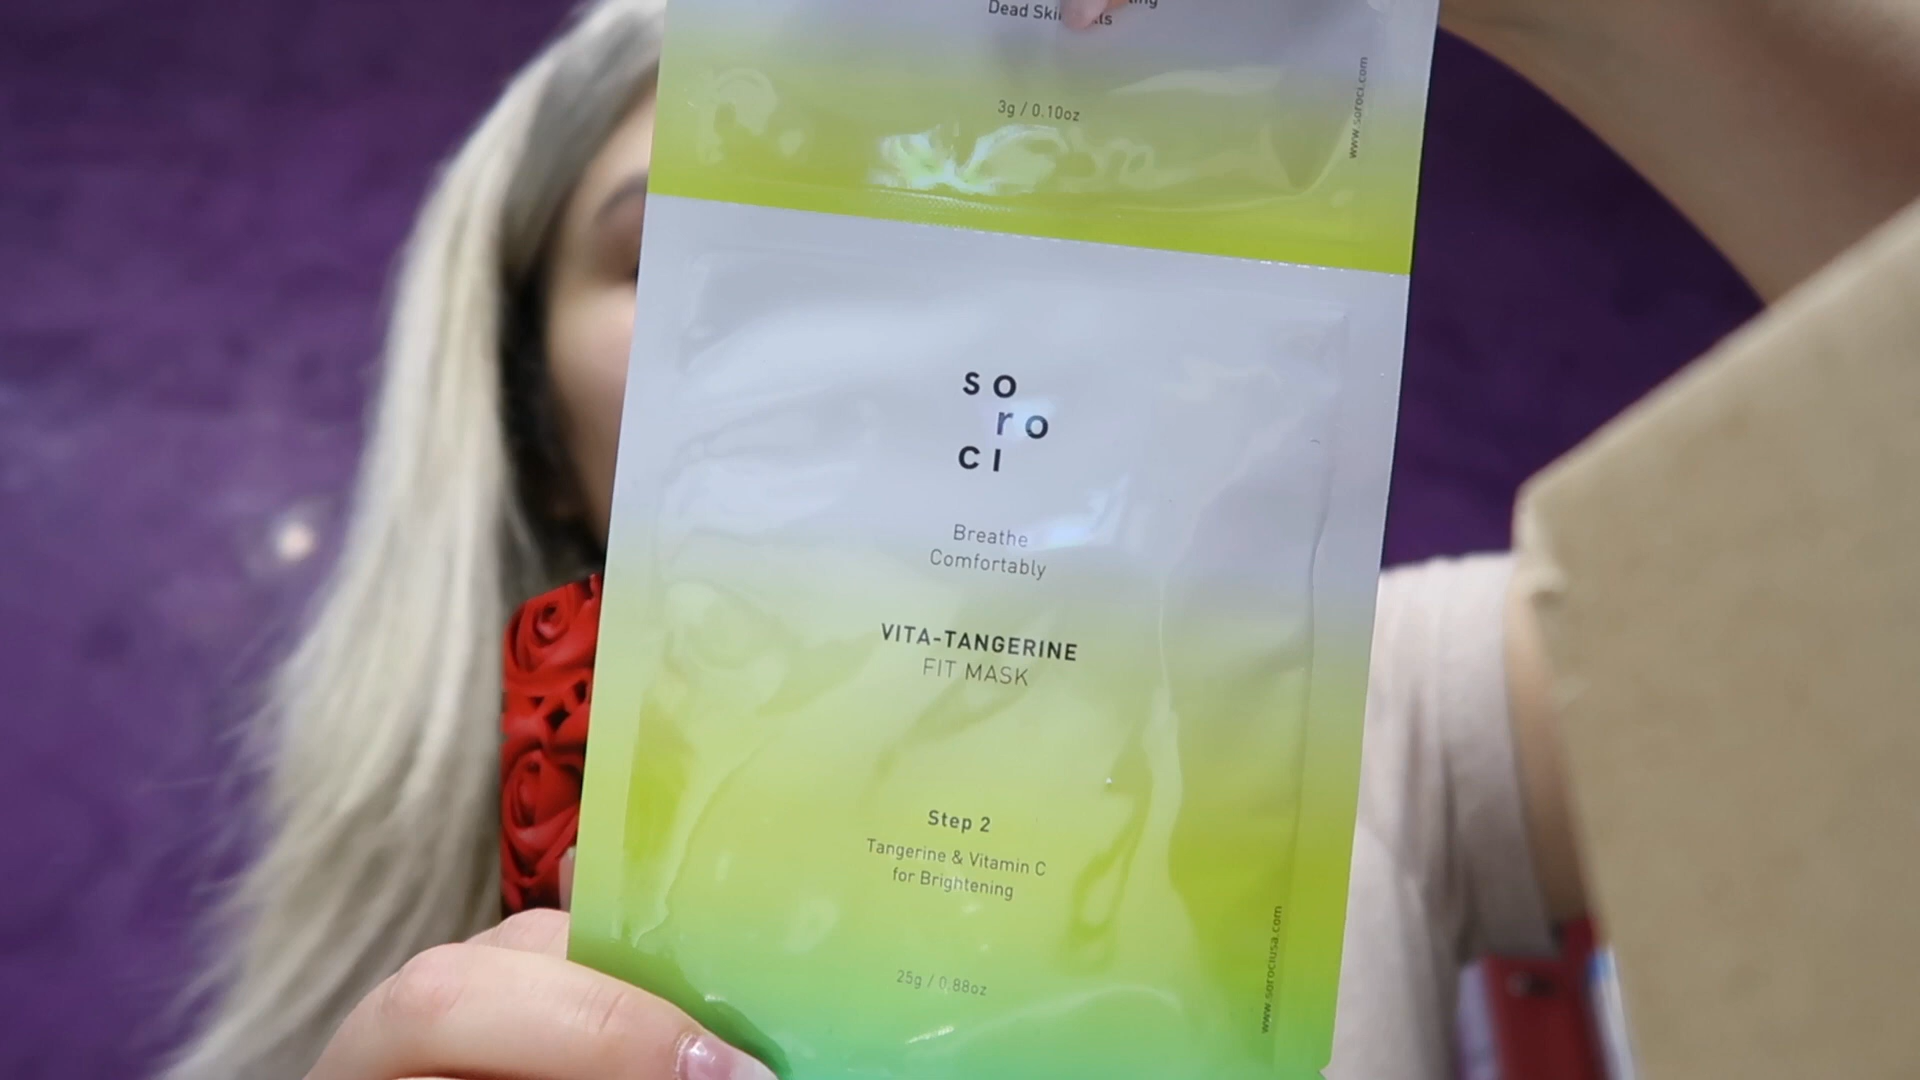 Dead
3g / 0.10oz
www.soroci.com
so
ro
CI
Breathe
Comfortably
VITA-TANGERINE
FIT MASK
Step 2
Tangerine & Vitamin C
for Brightening
25g / 0.88oz
www.sorociusa.com